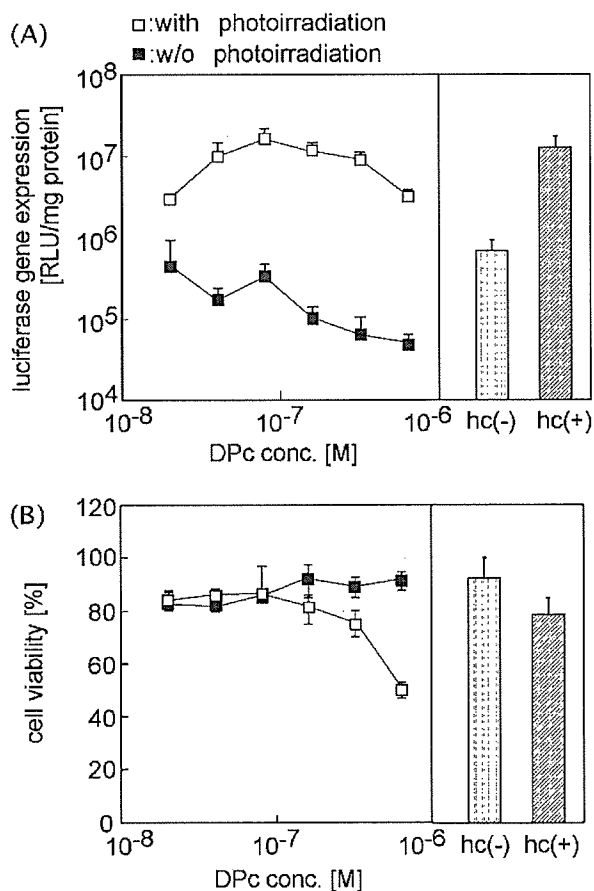 (A)
□:with photoirradiation
■:w/o photoirradiation
luciferase gene expression
[RLU/mg protein]
10^8
10^7
10^6
10^5
10^4
10^-8
10^-7
10^-6
hc(-)
hc(+)
DPc conc. [M]
(B)
cell viability [%]
120
100
80
60
40
20
0
10^-8
10^-7
10^-6
hc(-)
hc(+)
DPc conc. [M]